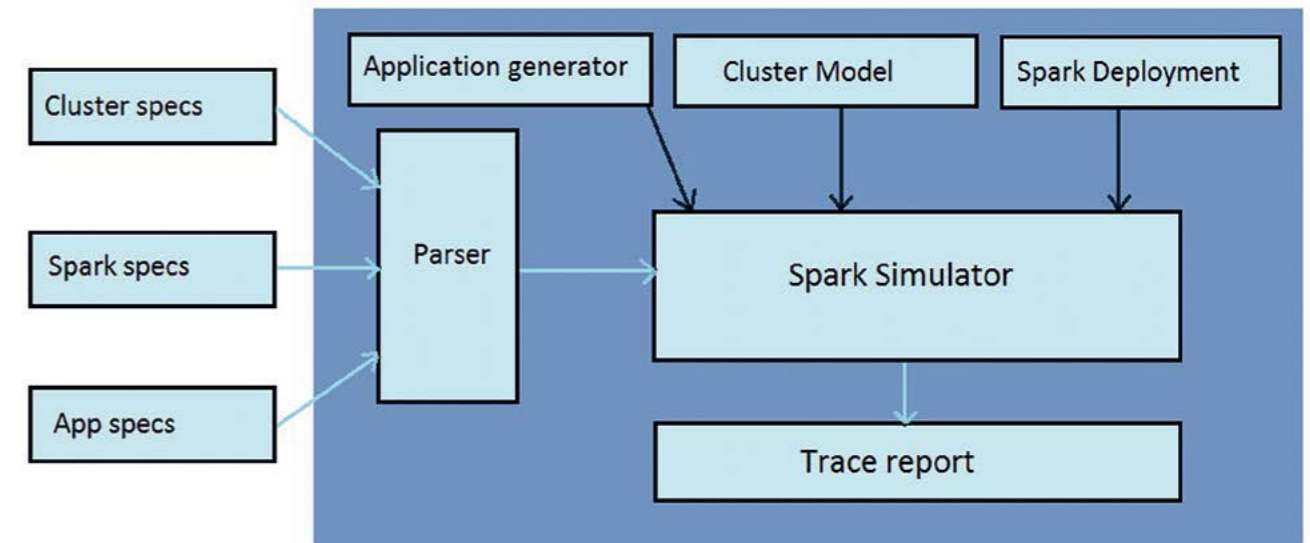 Application generator
Cluster Model
Spark Deployment
Cluster specs
Spark specs
App specs
Parser
Spark Simulator
Trace report